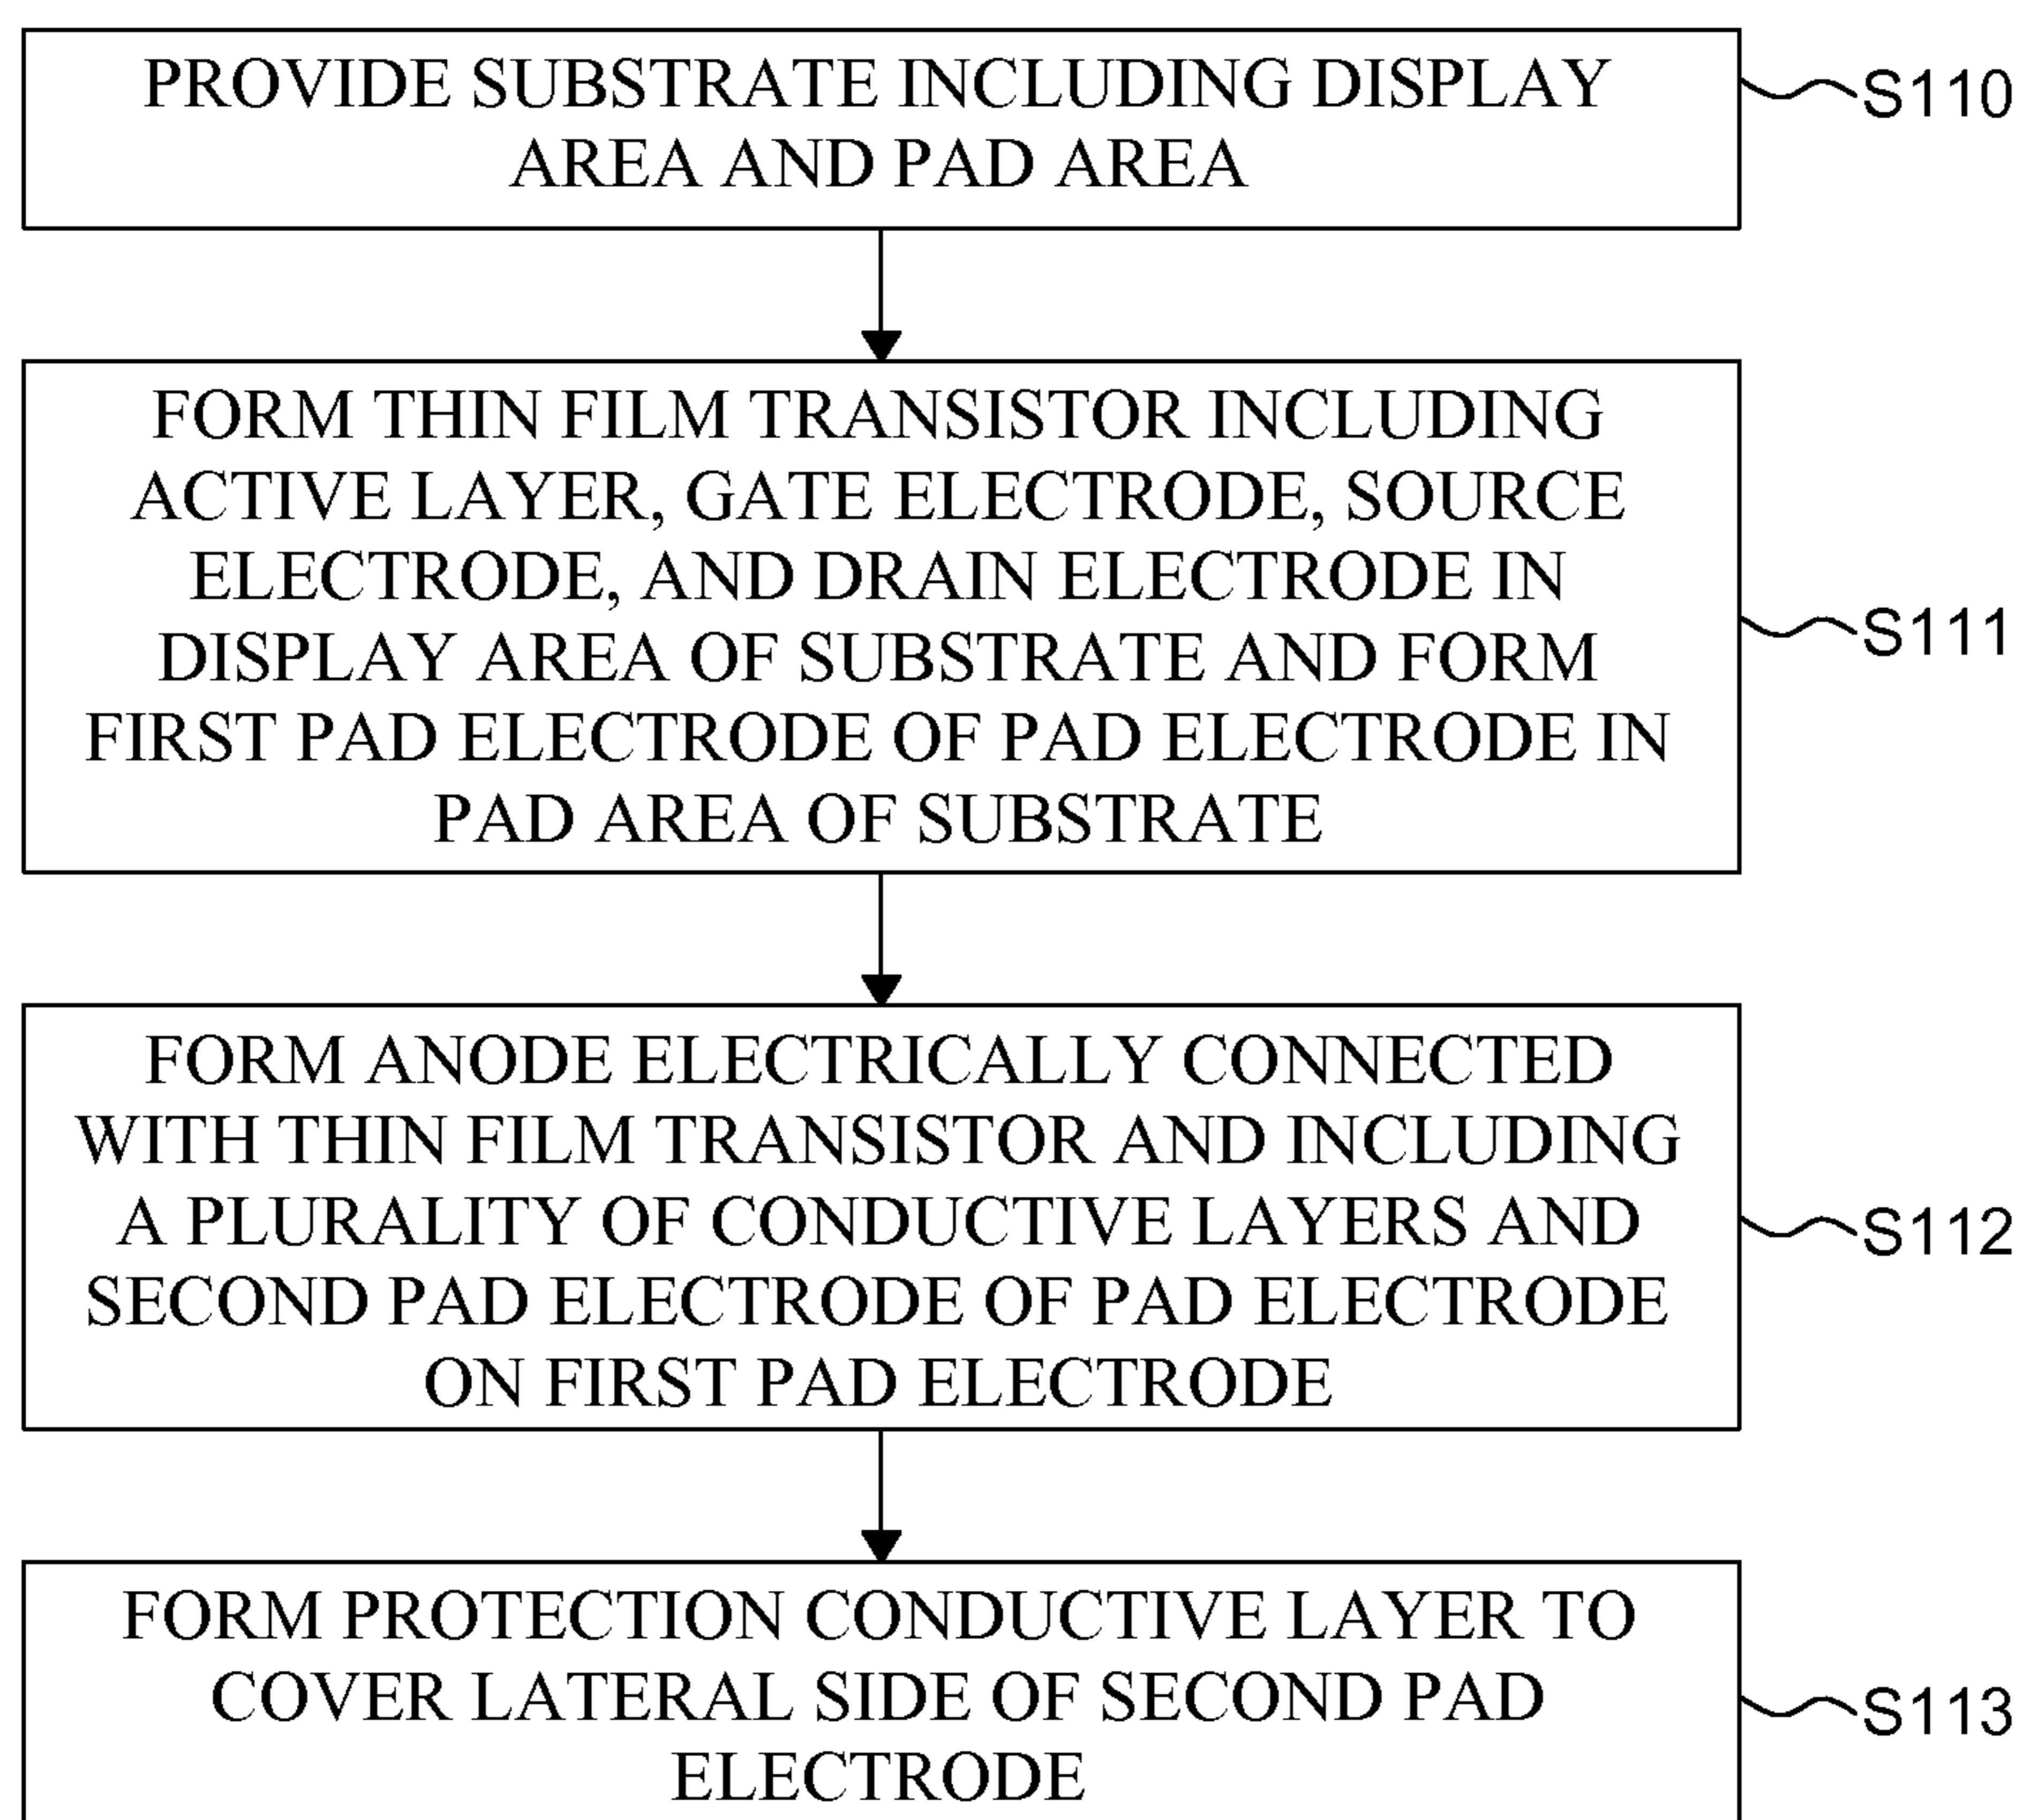 PROVIDE SUBSTRATE INCLUDING DISPLAY
AREA AND PAD AREA
S110
FORM THIN FILM TRANSISTOR INCLUDING
ACTIVE LAYER, GATE ELECTRODE, SOURCE
ELECTRODE, AND DRAIN ELECTRODE IN
DISPLAY AREA OF SUBSTRATE AND FORM
FIRST PAD ELECTRODE OF PAD ELECTRODE IN
PAD AREA OF SUBSTRATE
S111
FORM ANODE ELECTRICALLY CONNECTED
WITH THIN FILM TRANSISTOR AND INCLUDING
A PLURALITY OF CONDUCTIVE LAYERS AND
SECOND PAD ELECTRODE OF PAD ELECTRODE
ON FIRST PAD ELECTRODE
S112
FORM PROTECTION CONDUCTIVE LAYER TO
COVER LATERAL SIDE OF SECOND PAD
ELECTRODE
S113